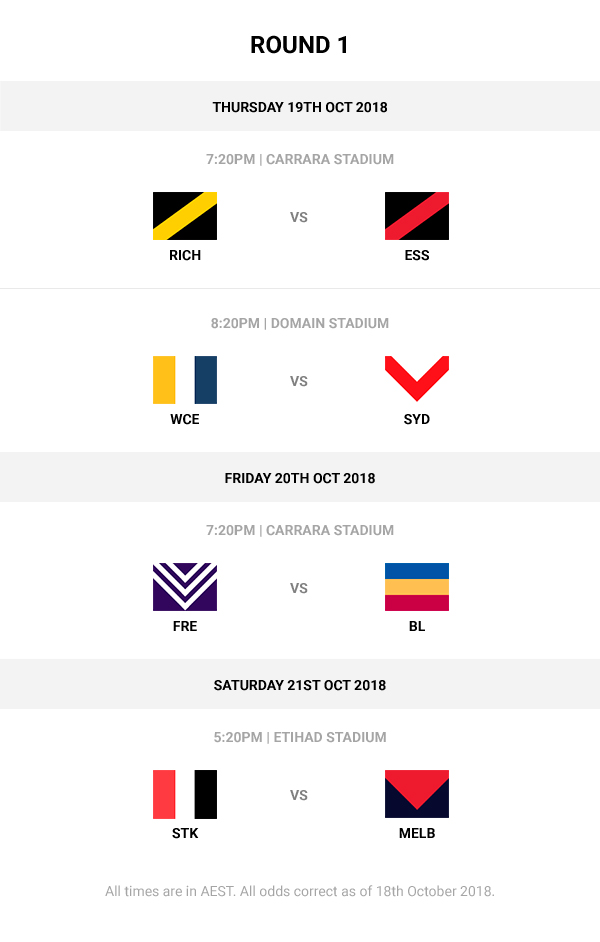 ROUND 1
THURSDAY 19TH OCT 2018
7:20PM | CARRARA STADIUM
VS
RICH ESS
8:20PM | DOMAIN STADIUM
VS
WCE SYD
FRIDAY 20TH OCT 2018
7:20PM | CARRARA STADIUM
VS
FRE BL
SATURDAY 21ST OCT 2018
5:20PM | ETIHAD STADIUM
VS
STK MELB
All times are in AEST. All odds correct as of 18th October 2018.